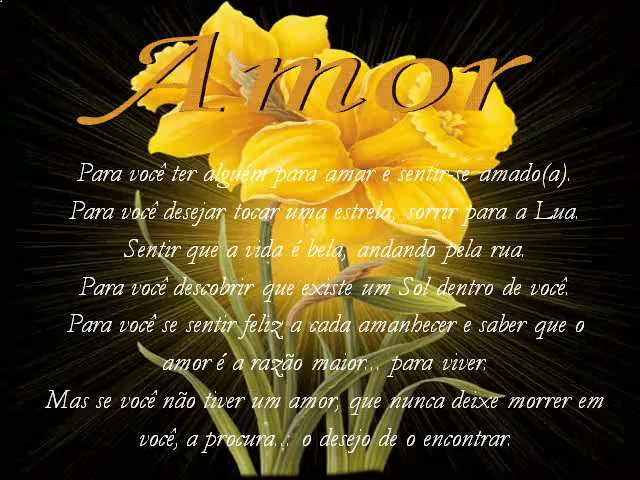 Amor
Para você ter alguém para amar e sentir-se amado(a).
Para você desejar tocar uma estrela, sorrir para a Lua.
Sentir que a vida é bela, andando pela rua.
Para você descobrir que existe um Sol dentro de você.
Para você se sentir feliz a cada amanhecer e saber que o
amor é a razão maior... para viver.
Mas se você não tiver um amor, que nunca deixe morrer em
você, a procura... o desejo de o encontrar.